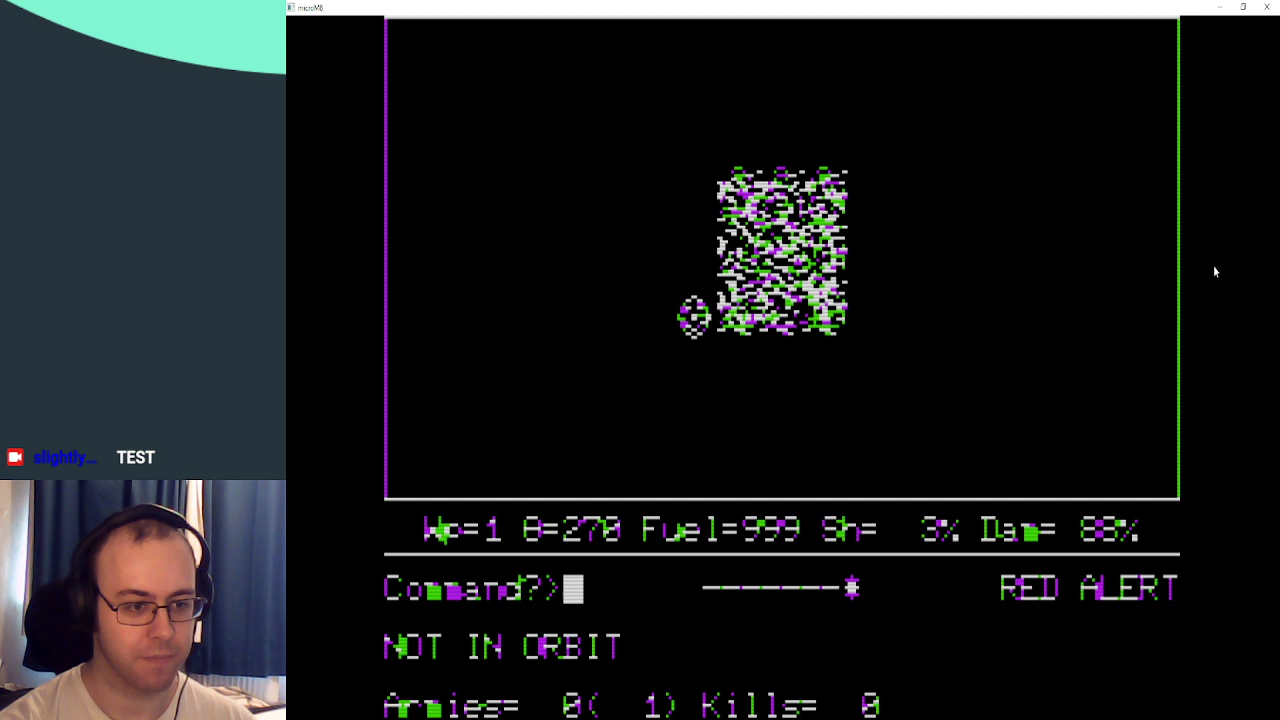 microM8
slightly... TEST
Wp=1 θ=270 Fuel=999 Sh= 3% Dam= 88%
Command?>
RED ALERT
NOT IN ORBIT
Armies= 0( 1) Kills= 0